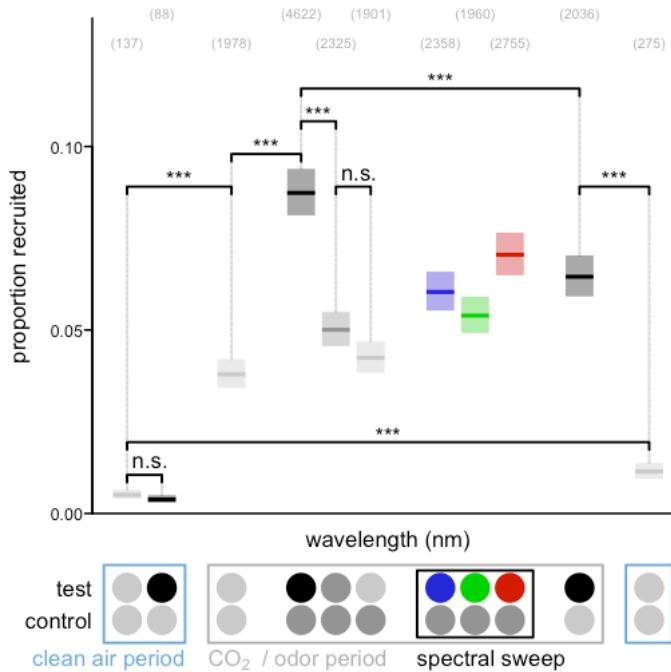 (88) (4622) (1901) (1960) (2036)
(137) (1978) (2325) (2358) (2755) (275)
***
***
***
*** n.s. ***
0.10
proportion recruited
0.05
***
n.s.
0.00
wavelength (nm)
test
control
clean air period CO₂ / odor period spectral sweep